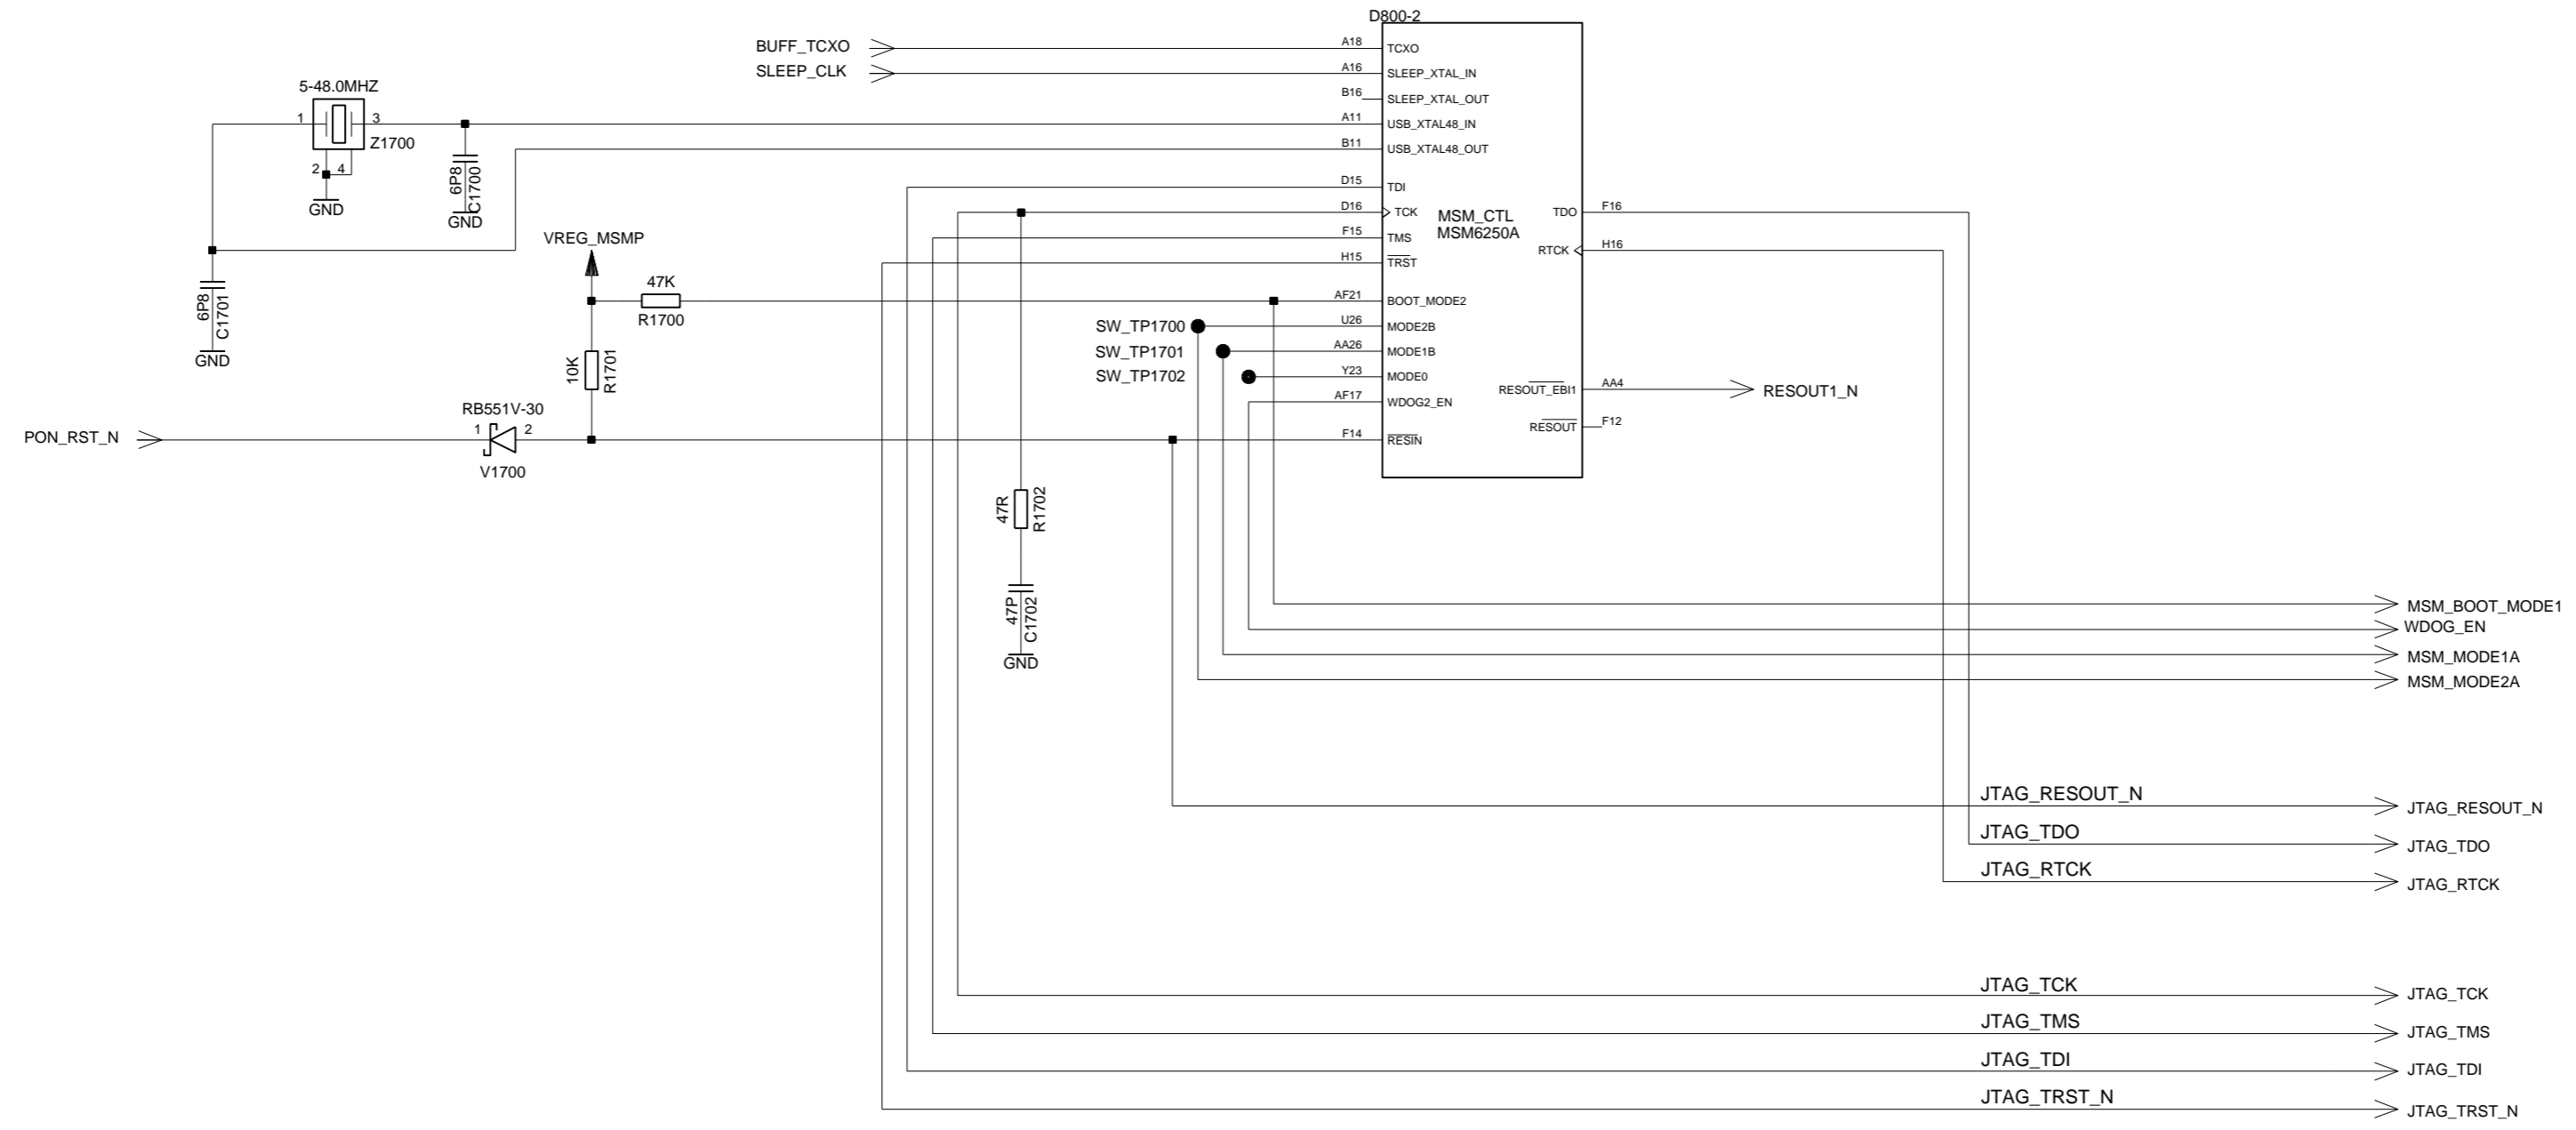 D800-2
BUFF_TCXO
A18
TCXO
SLEEP_CLK
A16
SLEEP_XTAL_IN
5-48.0MHZ
B16
SLEEP_XTAL_OUT
1
3
A11
USB_XTAL48_IN
Z1700
B11
USB_XTAL48_OUT
2
4
6P8
C1700
GND
GND
D15
TDI
D16
TCK
MSM_CTL
MSM6250A
TDO
F16
VREG_MSMP
F15
TMS
RTCK
H16
H15
TRST
47K
R1700
AF21
BOOT_MODE2
6P8
C1701
GND
SW_TP1700
U26
MODE2B
SW_TP1701
AA26
MODE1B
10K
R1701
SW_TP1702
Y23
MODE0
RESOUT_EBI1
AA4
RESOUT1_N
AF17
WDOG2_EN
RB551V-30
RESOUT
F12
PON_RST_N
1
2
F14
RESIN
V1700
47R
R1702
47P
C1702
GND
MSM_BOOT_MODE1
WDOG_EN
MSM_MODE1A
MSM_MODE2A
JTAG_RESOUT_N
JTAG_RESOUT_N
JTAG_TDO
JTAG_TDO
JTAG_RTCK
JTAG_RTCK
JTAG_TCK
JTAG_TCK
JTAG_TMS
JTAG_TMS
JTAG_TDI
JTAG_TDI
JTAG_TRST_N
JTAG_TRST_N